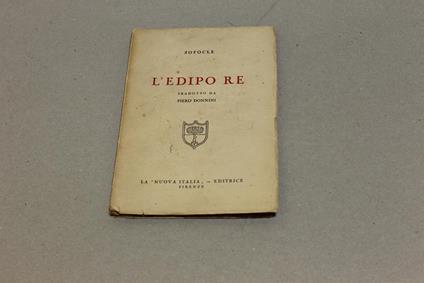 SOFOCLE
L'EDIPO RE
TRADOTTO DA
PIERO DONNINI
LA "NUOVA ITALIA„ - EDITRICE
FIRENZE